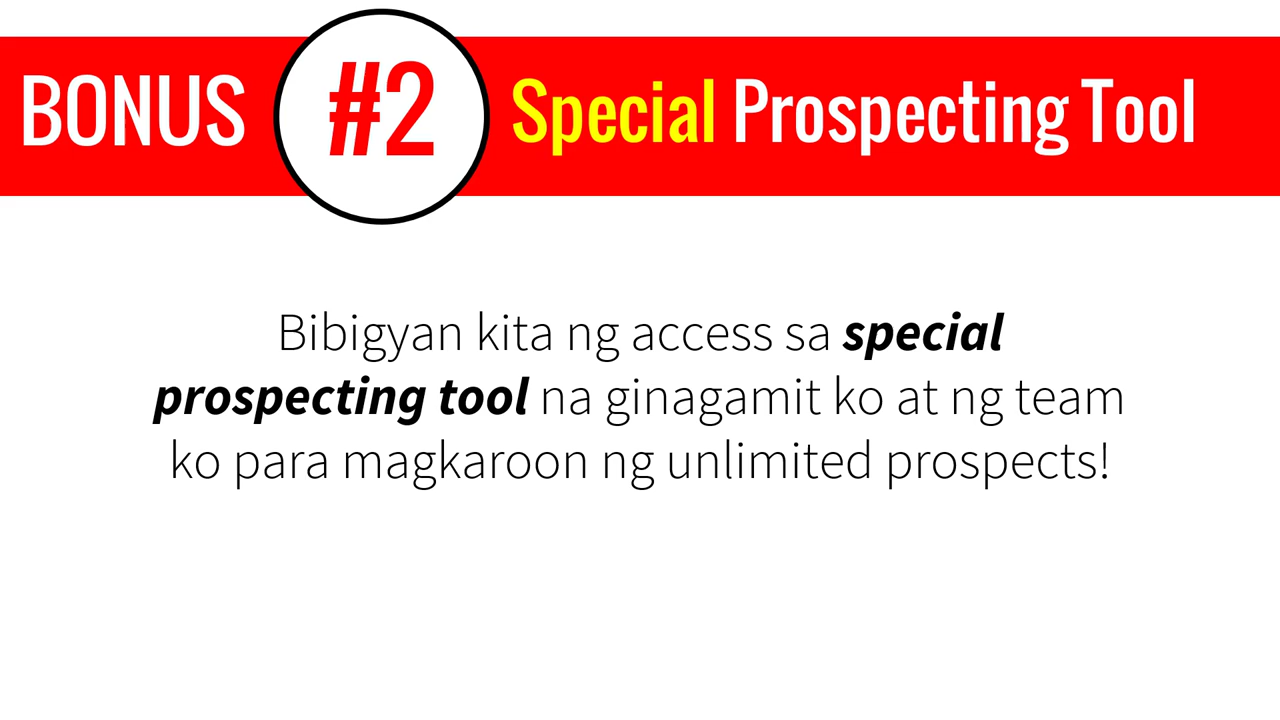 BONUS #2 Special Prospecting Tool
Bibigyan kita ng access sa special
prospecting tool na ginagamit ko at ng team
ko para magkaroon ng unlimited prospects!